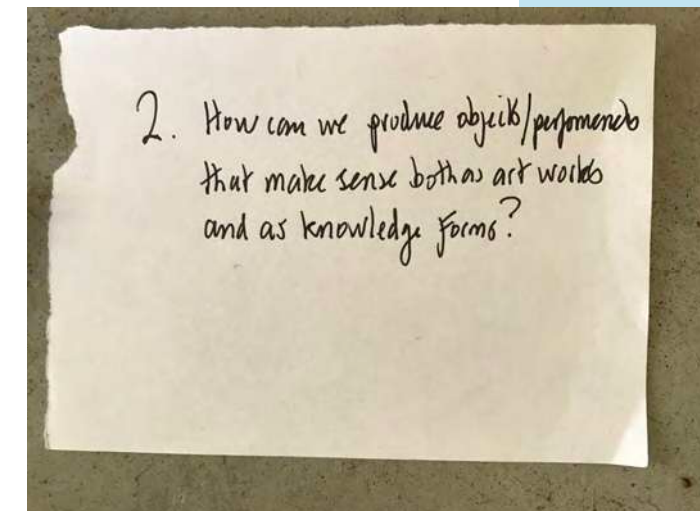 2. How can we produce objects/performances
that make sense both as art works
and as knowledge forms?